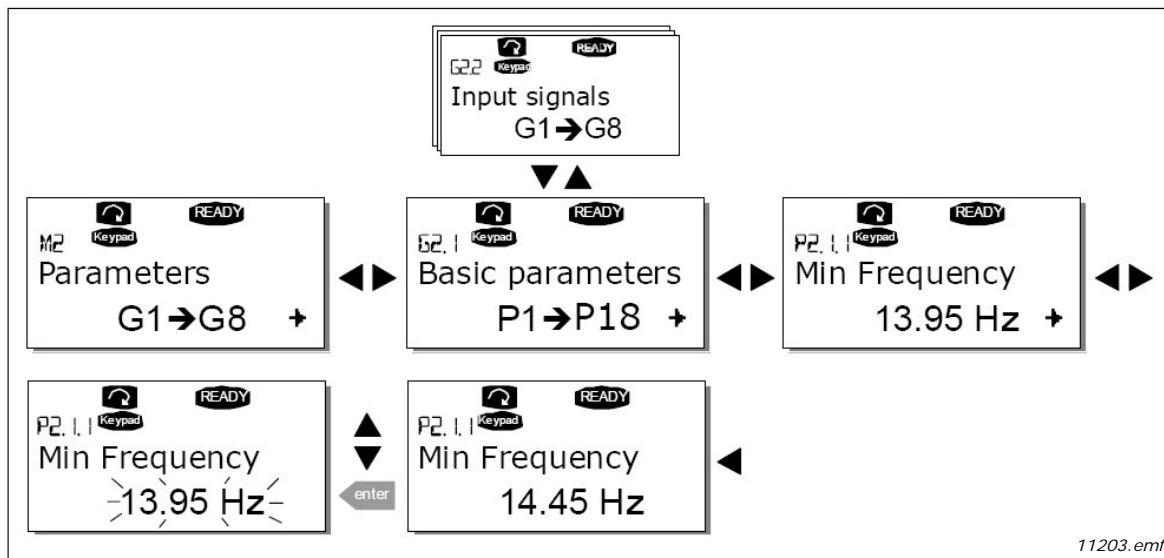 READY
G2.2 Keypad
Input signals
G1➔G8
READY
M2 Keypad
Parameters
G1➔G8
READY
G2.1 Keypad
Basic parameters
P1➔P18
READY
P2.1.1 Keypad
Min Frequency
13.95 Hz
READY
P2.1.1 Keypad
Min Frequency
13.95 Hz
enter
READY
P2.1.1 Keypad
Min Frequency
14.45 Hz
11203.emf